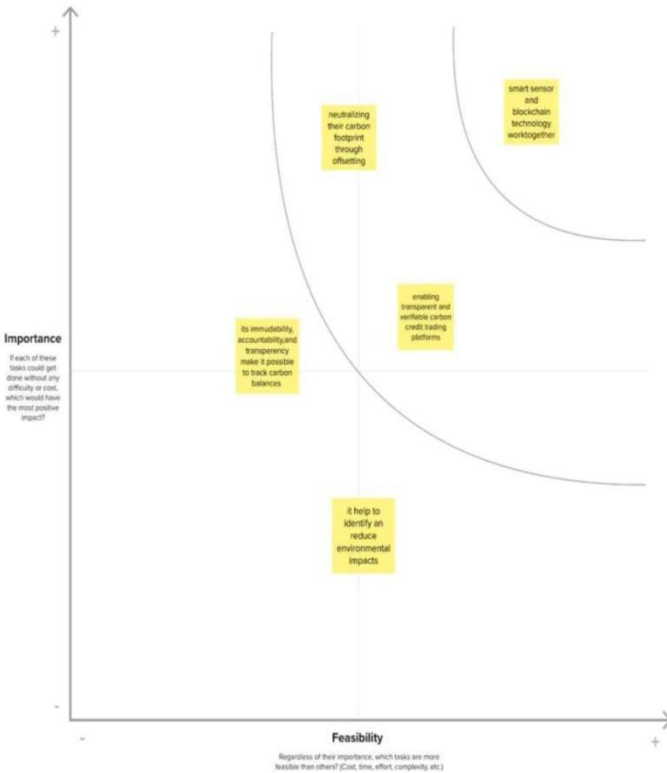 +
smart sensor
and
blockchain
technology
worktogether
neutralizing
their carbon
footprint
through
offsetting
enabling
transparent and
verifiable carbon
credit trading
platforms
its immudability,
accountability,and
transperency
make it possible
to track carbon
balances
Importance
If each of these
tasks could get
done without any
difficulty or cost,
which would have
the most positive
impact?
it help to
identify an
reduce
environmental
impacts
-
-
Feasibility
+
Regardless of their importance, which tasks are more
feasible than others? (Cost, time, effort, complexity, etc.)